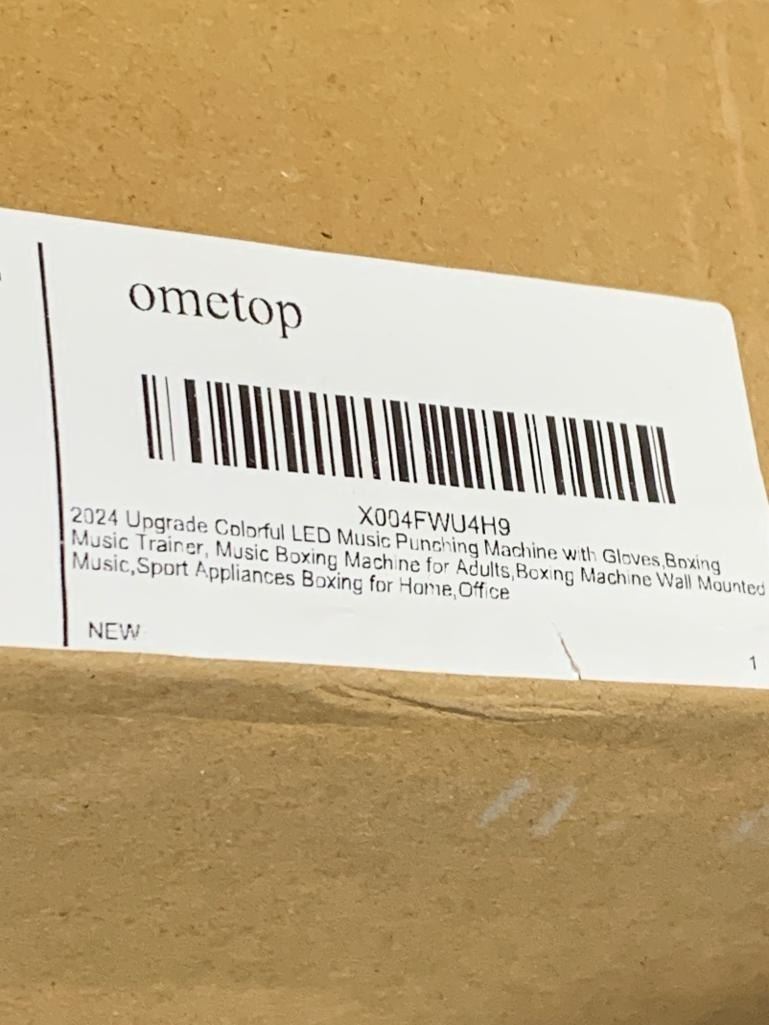 ometop
X004FWU4H9
2024 Upgrade Colorful LED Music Punching Machine with Gloves,Boxing
Music Trainer, Music Boxing Machine for Adults,Boxing Machine Wall Mounted
Music,Sport Appliances Boxing for Home,Office
NEW
1